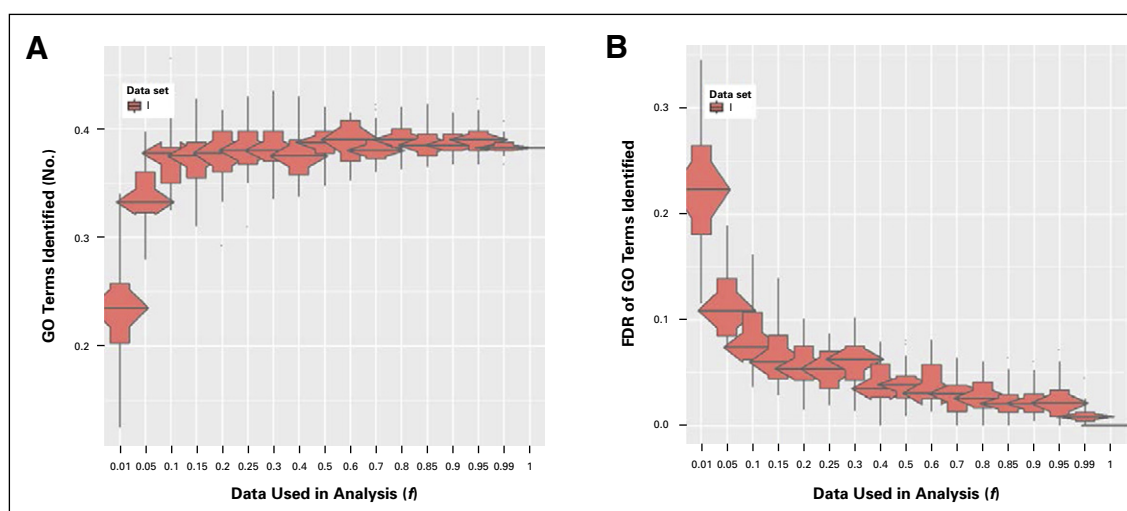 A
GO Terms Identified (No.)
Data set
I
0.4
0.3
0.2
0.01 0.05 0.1 0.15 0.2 0.25 0.3 0.4 0.5 0.6 0.7 0.8 0.85 0.9 0.95 0.99 1
Data Used in Analysis (f)
B
FDR of GO Terms Identified
Data set
I
0.3
0.2
0.1
0.0
0.01 0.05 0.1 0.15 0.2 0.25 0.3 0.4 0.5 0.6 0.7 0.8 0.85 0.9 0.95 0.99 1
Data Used in Analysis (f)